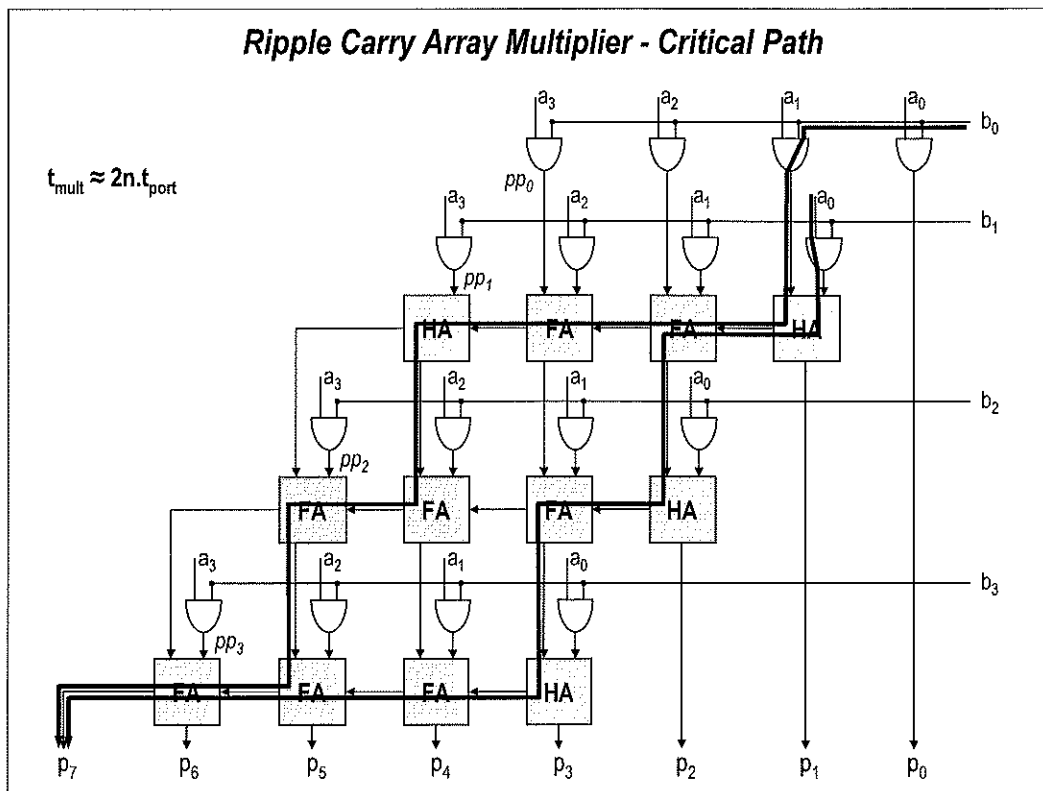 Ripple Carry Array Multiplier - Critical Path
a3 a2 a1 a0
b0
tmult ≈ 2n.tport
pp0
a3 a2 a1 a0
b1
pp1
HA FA FA HA
a3 a2 a1 a0
b2
pp2
FA FA FA HA
a3 a2 a1 a0
b3
pp3
FA FA FA HA
p7 p6 p5 p4 p3 p2 p1 p0